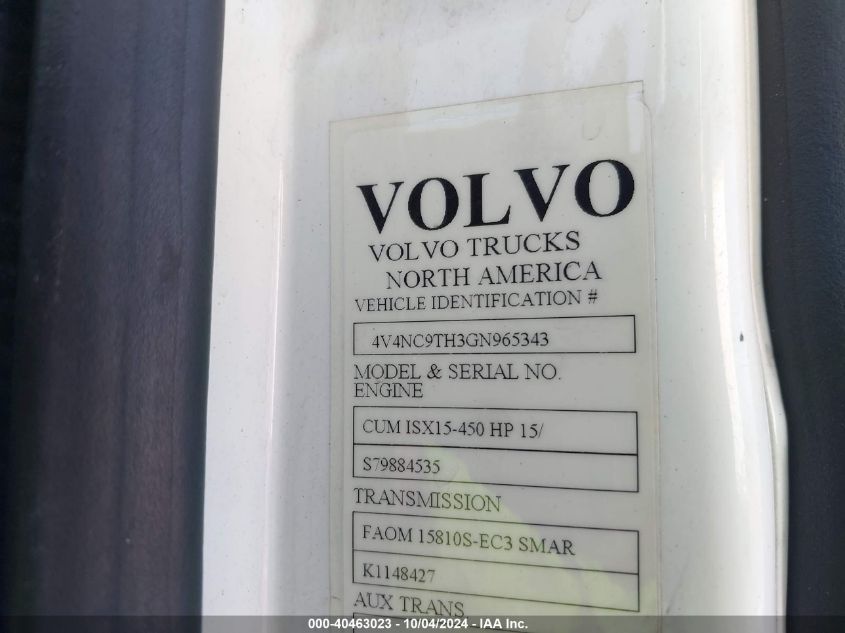 VOLVO
VOLVO TRUCKS
NORTH AMERICA
VEHICLE IDENTIFICATION #
4V4NC9TH3GN965343
MODEL & SERIAL NO.
ENGINE
CUM ISX15-450 HP 15/
S79884535
TRANSMISSION
FAOM 15810S-EC3 SMAR
K1148427
AUX TRANS
000-40463023 - 10/04/2024 - IAA Inc.